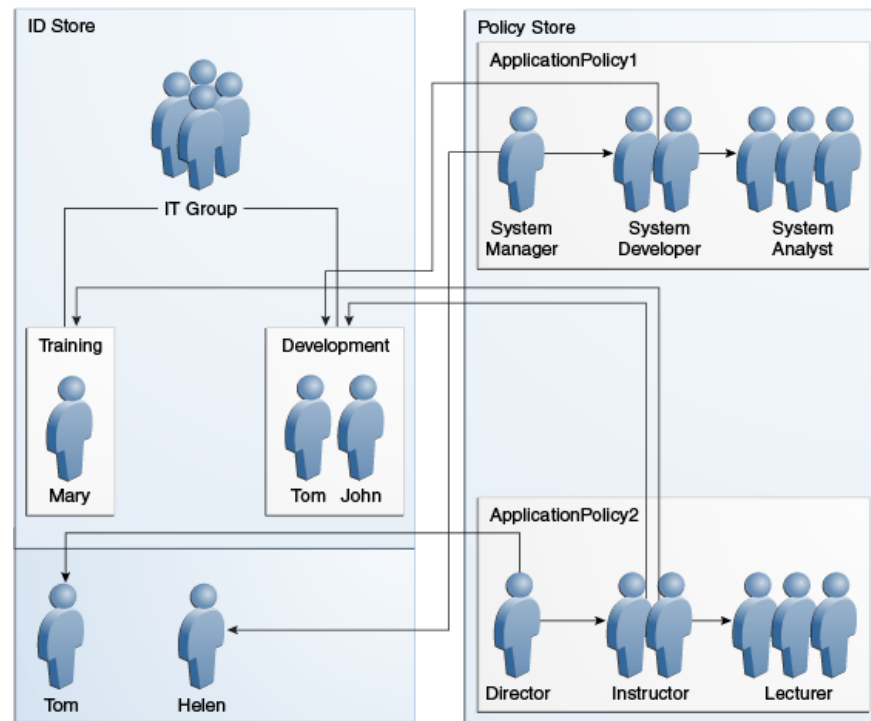 ID Store
IT Group
Training
Mary
Development
Tom John
Tom
Helen
Policy Store
ApplicationPolicy1
System
Manager
System
Developer
System
Analyst
ApplicationPolicy2
Director
Instructor
Lecturer